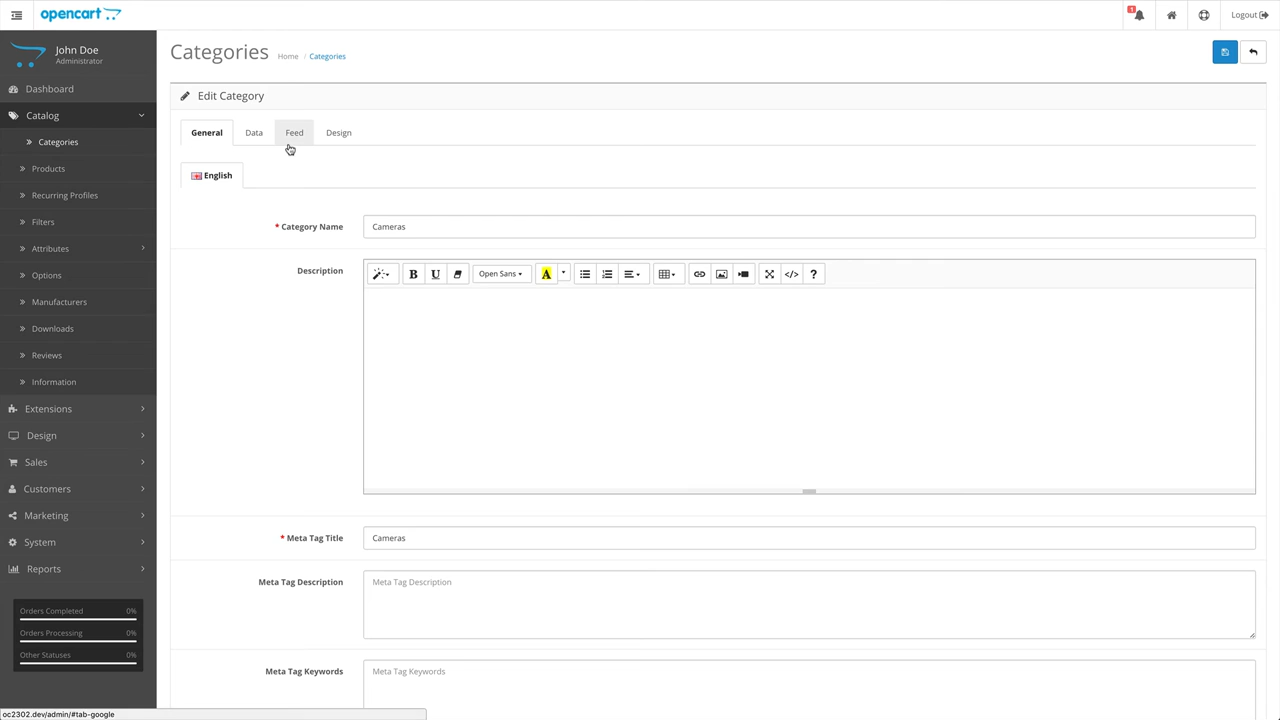 opencart
1
Logout
John Doe
Administrator
Dashboard
Catalog
Categories
Products
Recurring Profiles
Filters
Attributes
Options
Manufacturers
Downloads
Reviews
Information
Extensions
Design
Sales
Customers
Marketing
System
Reports
Orders Completed 0%
Orders Processing 0%
Other Statuses 0%
Categories Home / Categories
Edit Category
General Data Feed Design
English
* Category Name Cameras
Description B U Open Sans A </> ?
* Meta Tag Title Cameras
Meta Tag Description Meta Tag Description
Meta Tag Keywords Meta Tag Keywords
oc2302.dev/admin/#tab-google